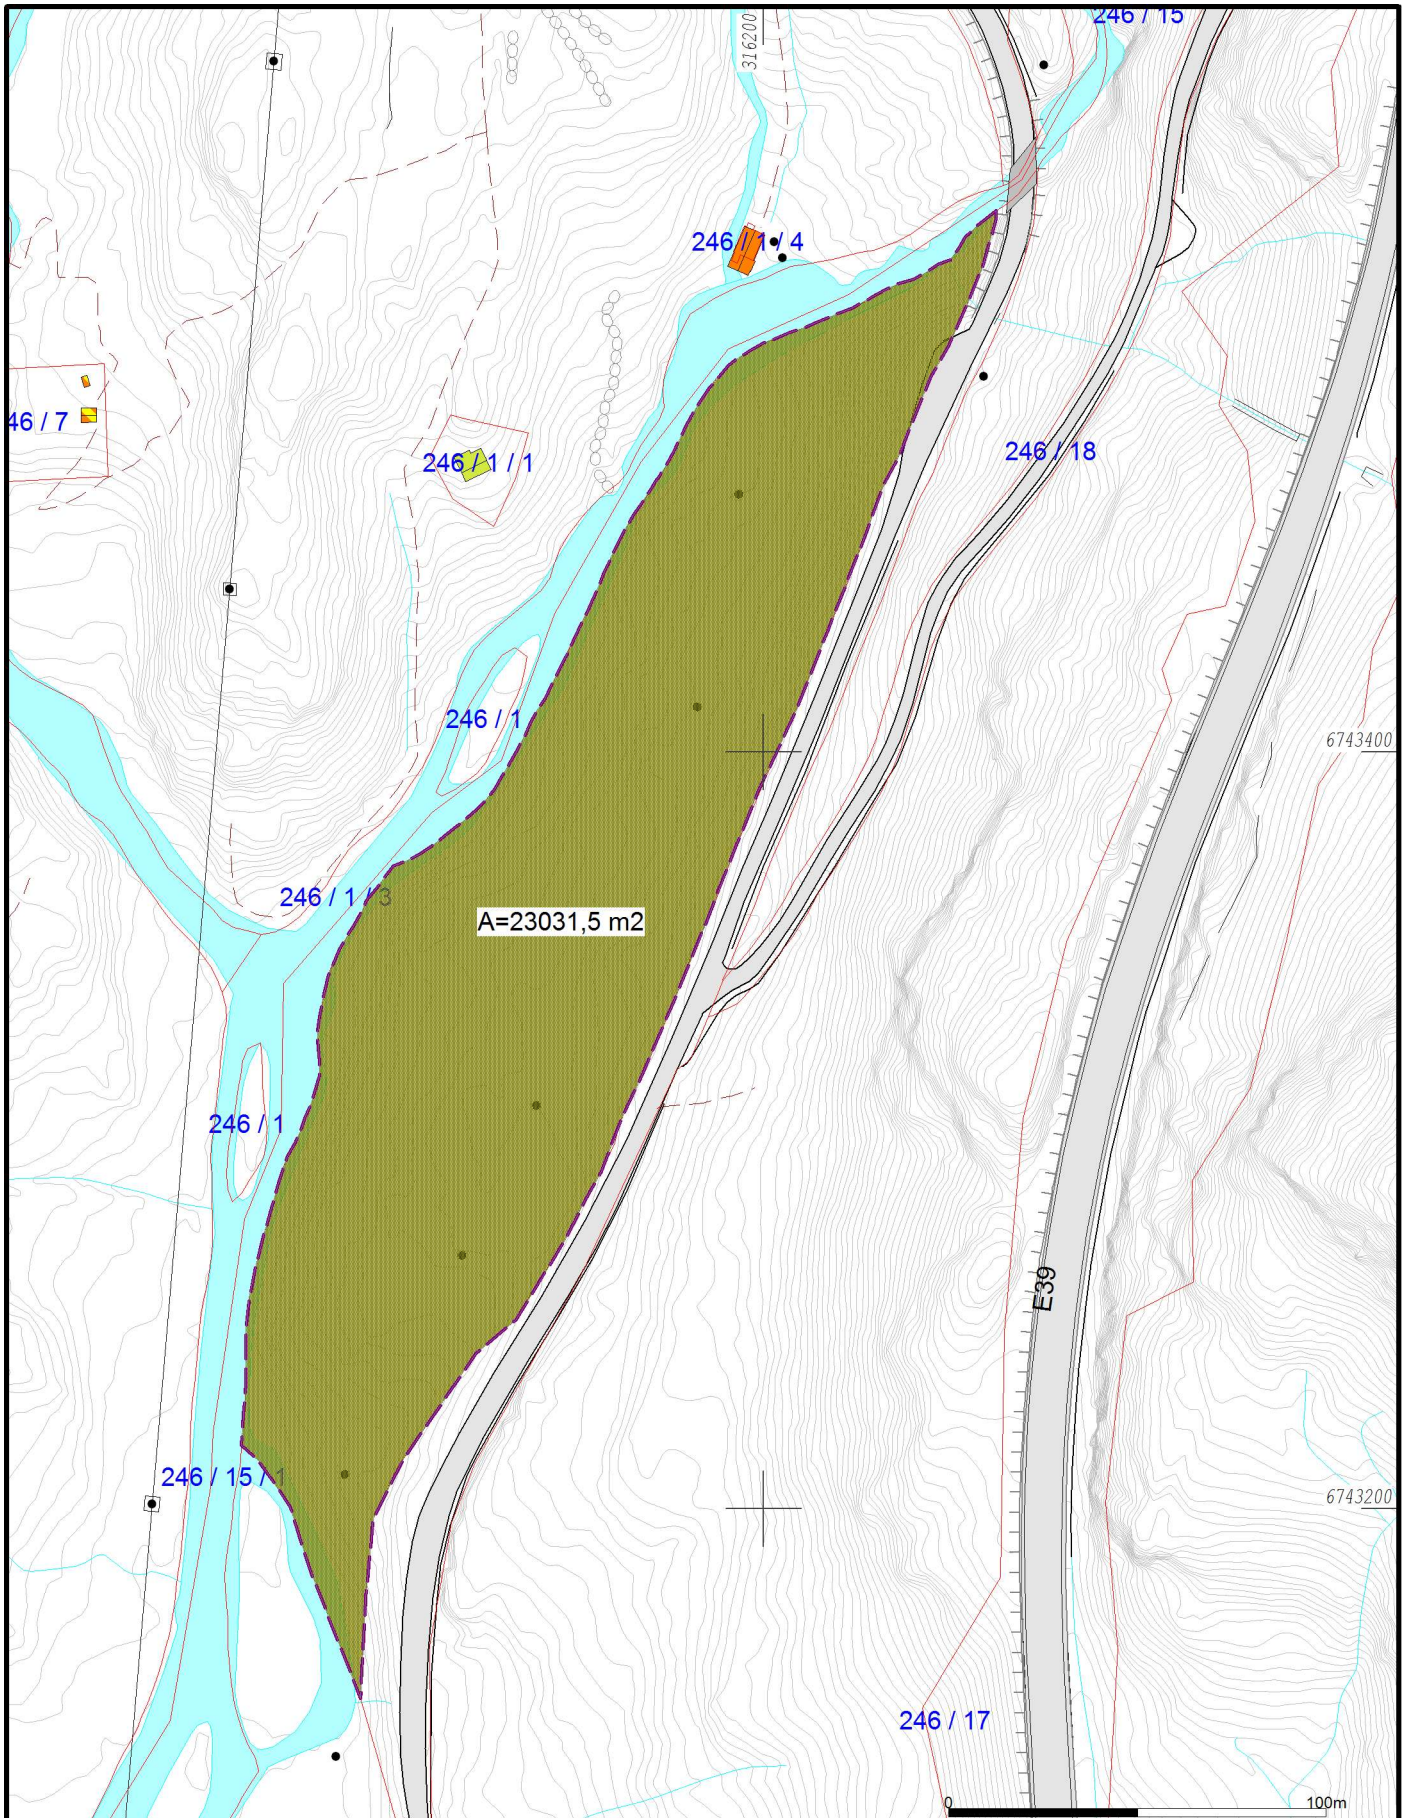 246 / 15
316200
246 / 1 / 4
46 / 7
246 / 1 / 1
246 / 18
246 / 1
6743400
246 / 1 / 3
A=23031,5 m2
246 / 1
E39
246 / 15 / 1
6743200
246 / 17
0 100m